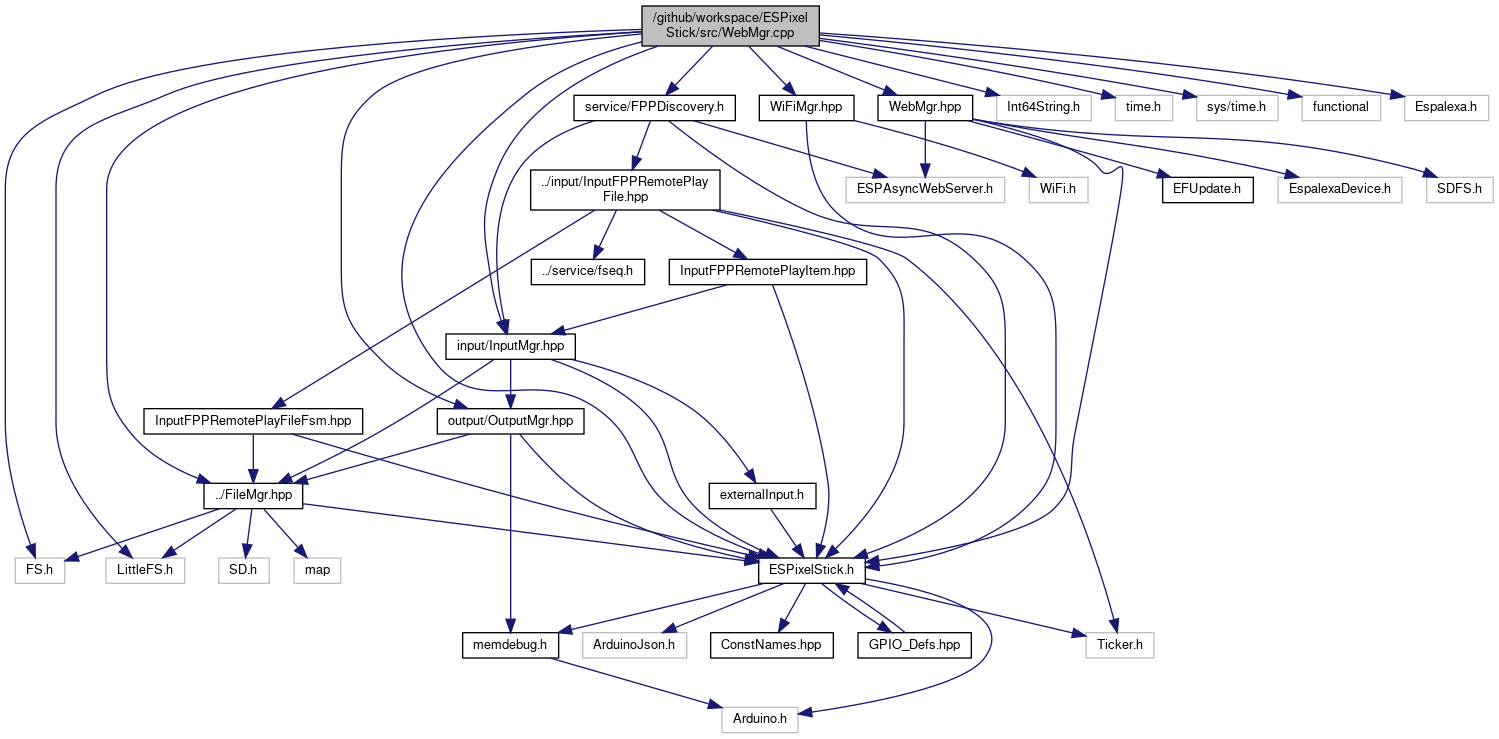 /github/workspace/ESPixel
Stick/src/WebMgr.cpp
service/FPPDiscovery.h
WiFiMgr.hpp
WebMgr.hpp
Int64String.h
time.h
sys/time.h
functional
Espalexa.h
../input/InputFPPRemotePlay
File.hpp
ESPAsyncWebServer.h
WiFi.h
EFUpdate.h
EspalexaDevice.h
SDFS.h
../service/fseq.h
InputFPPRemotePlayItem.hpp
input/InputMgr.hpp
InputFPPRemotePlayFileFsm.hpp
output/OutputMgr.hpp
../FileMgr.hpp
externalInput.h
FS.h
LittleFS.h
SD.h
map
ESPixelStick.h
memdebug.h
ArduinoJson.h
ConstNames.hpp
GPIO_Defs.hpp
Ticker.h
Arduino.h